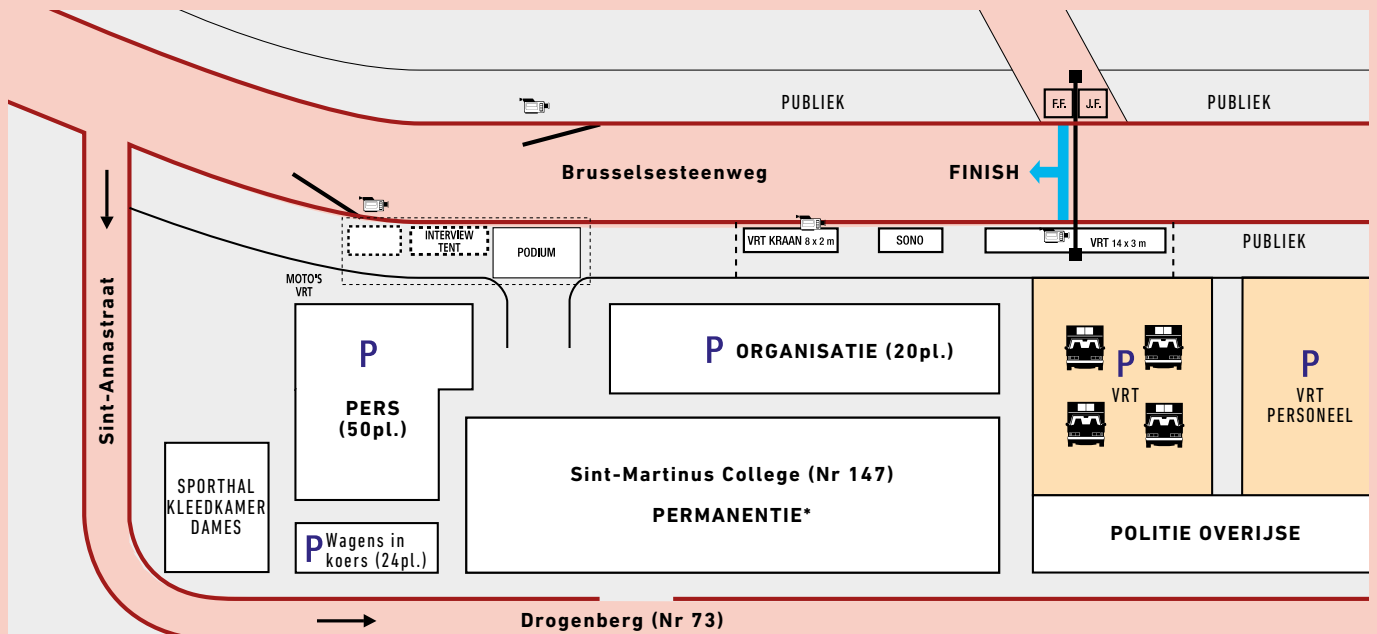 PUBLIEK
F.F.
J.F.
PUBLIEK
Brusselsesteenweg
FINISH
INTERVIEW
TENT
PODIUM
VRT KRAAN 8 x 2 m
SONO
VRT 14 x 3 m
PUBLIEK
MOTO'S
VRT
Sint-Annastraat
P
PERS
(50pl.)
P ORGANISATIE (20pl.)
P
VRT
P
VRT
PERSONEEL
SPORTHAL
KLEEDKAMER
DAMES
P Wagens in
koers (24pl.)
Sint-Martinus College (Nr 147)
PERMANENTIE*
POLITIE OVERIJSE
Drogenberg (Nr 73)